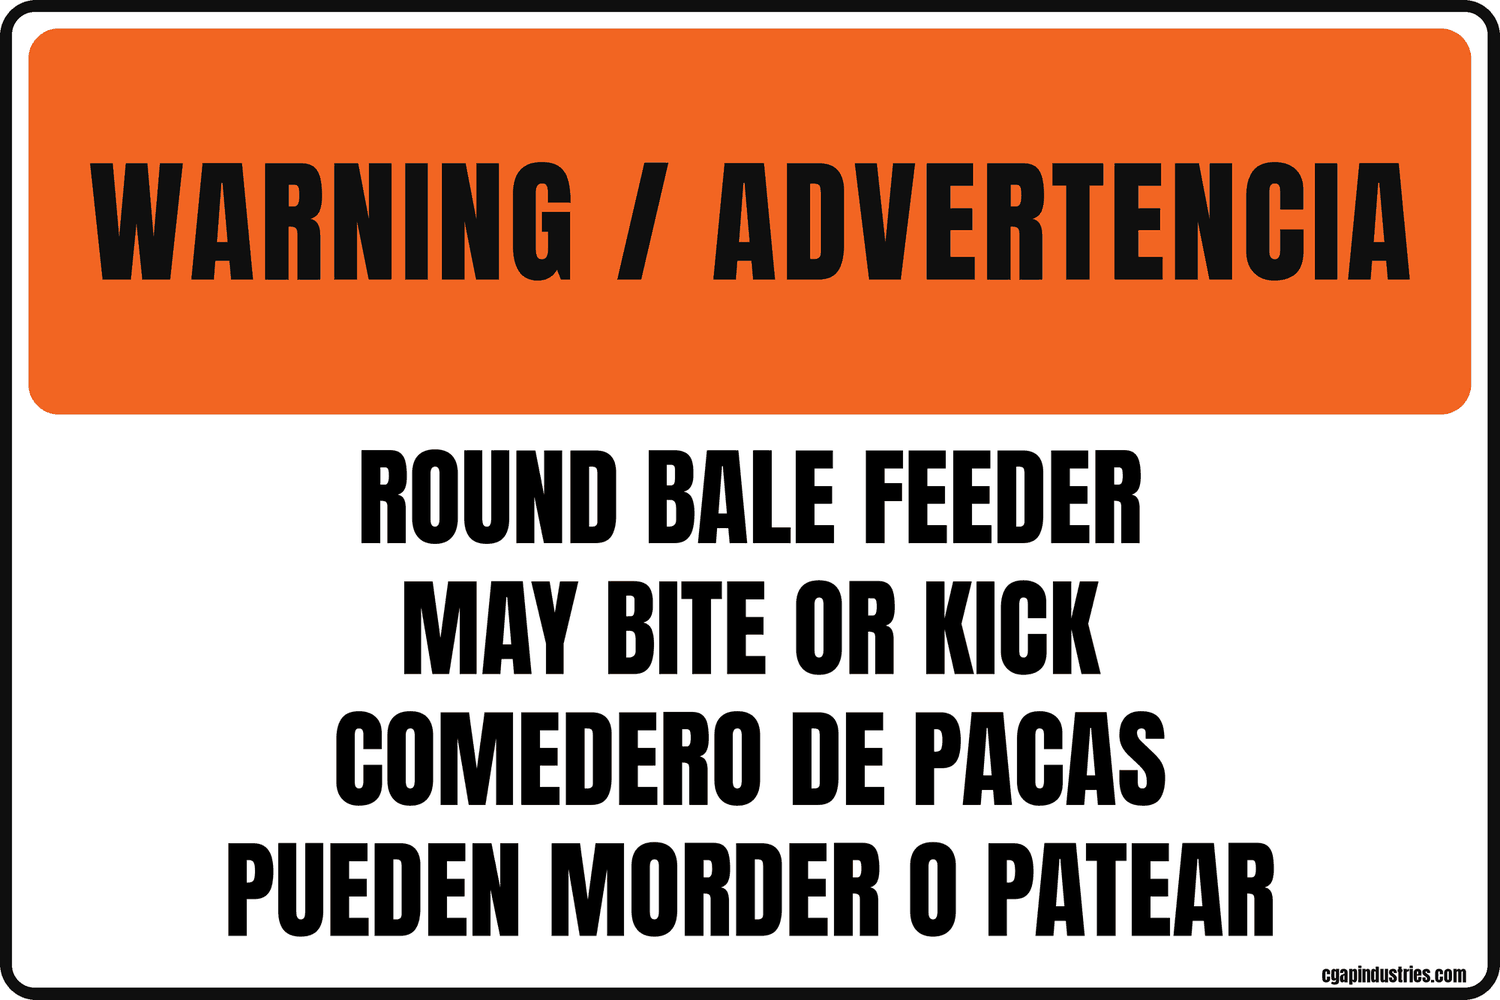 WARNING / ADVERTENCIA
ROUND BALE FEEDER
MAY BITE OR KICK
COMEDERO DE PACAS
PUEDEN MORDER O PATEAR
cgapindustries.com